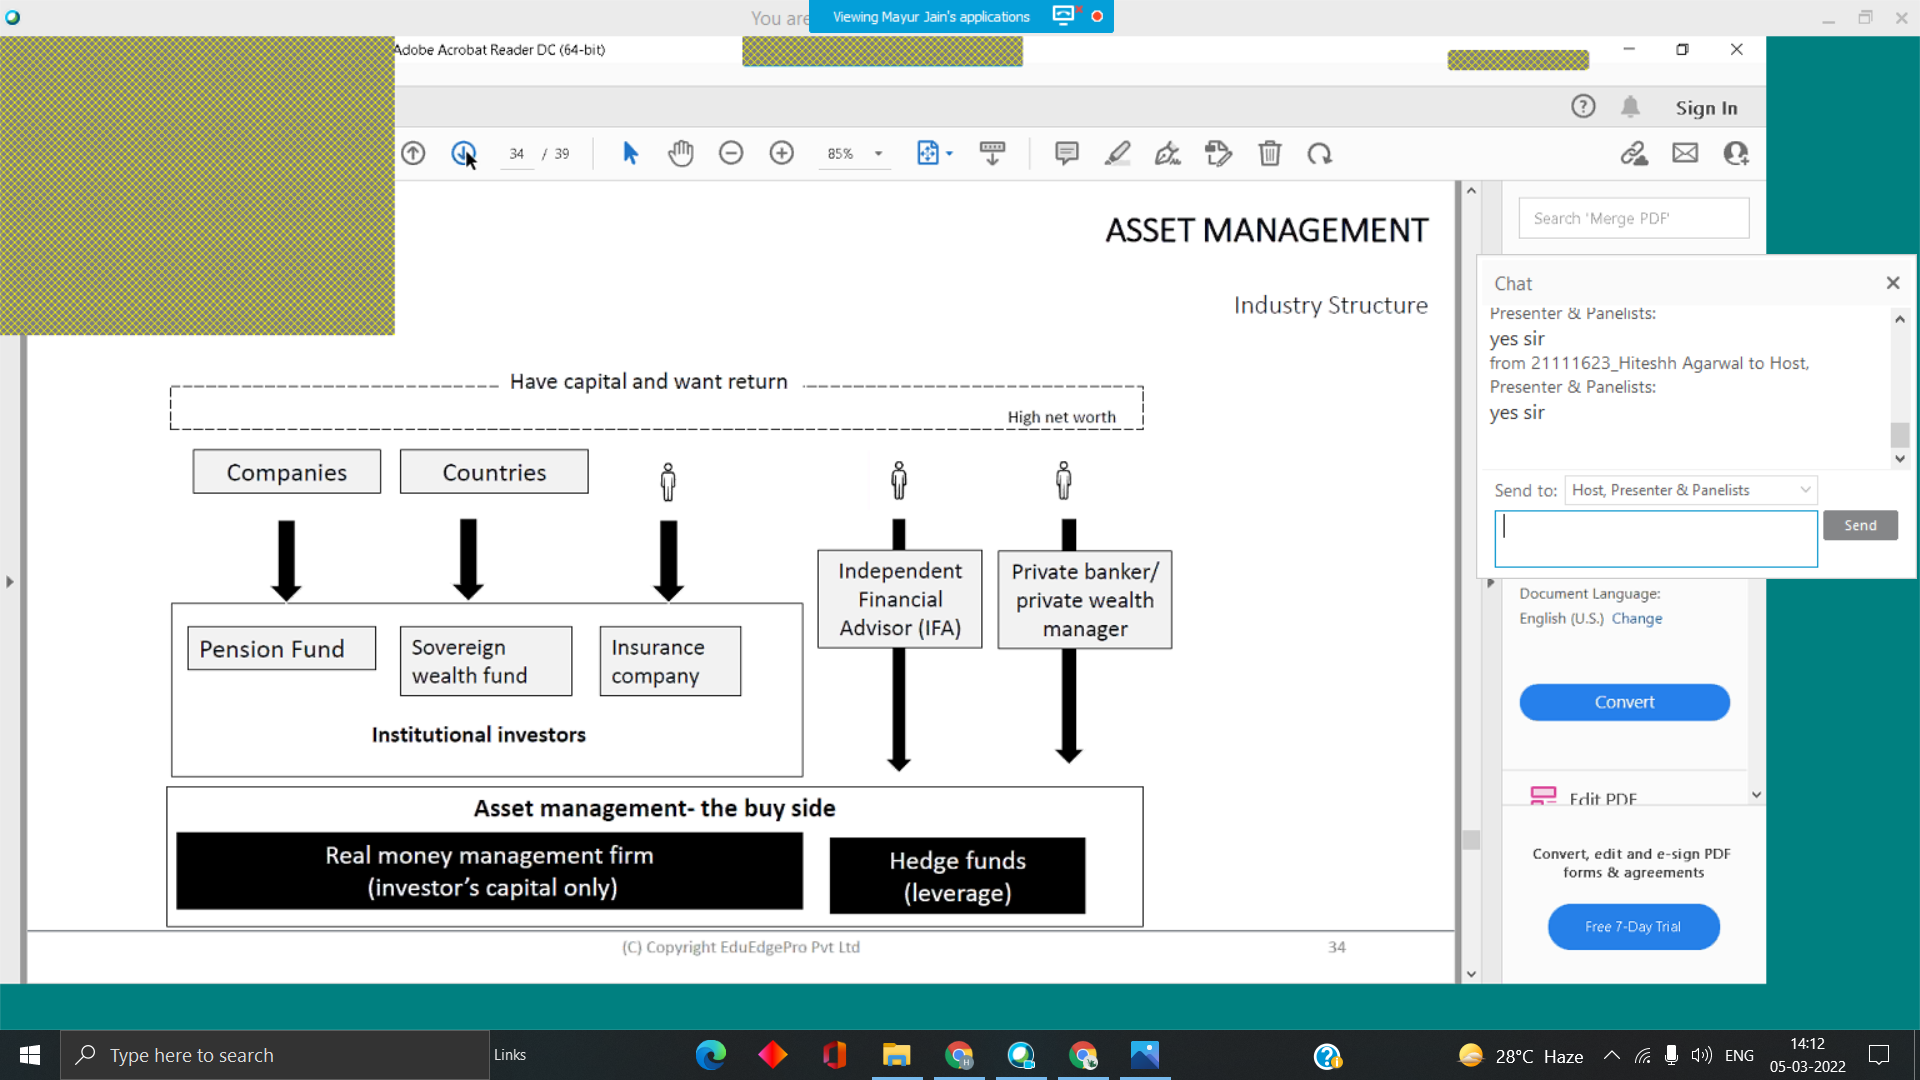 You are
Viewing Mayur Jain's applications
Adobe Acrobat Reader DC (64-bit)
Sign In
34 / 39
85%
ASSET MANAGEMENT
Industry Structure
Search 'Merge PDF'
Have capital and want return
High net worth
Companies
Countries
Independent
Financial
Advisor (IFA)
Private banker/
private wealth
manager
Pension Fund
Sovereign
wealth fund
Insurance
company
Institutional investors
Asset management- the buy side
Real money management firm
(investor's capital only)
Hedge funds
(leverage)
(C) Copyright EduEdgePro Pvt Ltd
34
Chat
Presenter & Panelists:
yes sir
from 21111623_Hiteshh Agarwal to Host,
Presenter & Panelists:
yes sir
Send to: Host, Presenter & Panelists
Send
Document Language:
English (U.S.) Change
Convert
Edit PDF
Convert, edit and e-sign PDF
forms & agreements
Free 7-Day Trial
Type here to search
Links
28°C Haze
ENG
14:12
05-03-2022